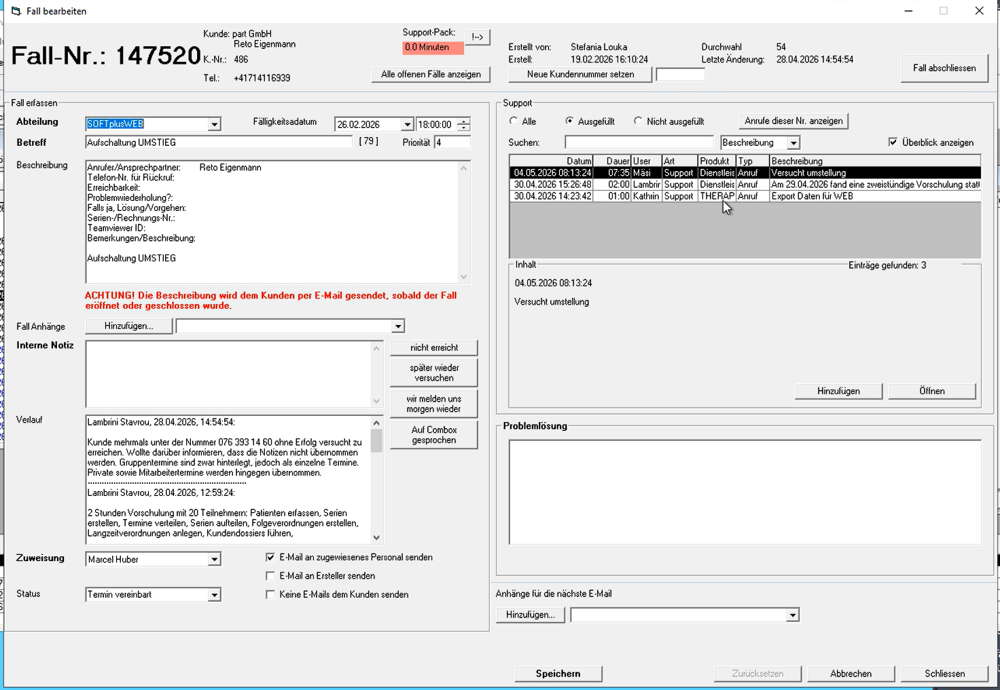 Fall bearbeiten
Fall-Nr.: 147520
Kunde: part GmbH
Reto Eigenmann
K.-Nr.: 486
Tel.: +41714116939
Support-Pack:
0.0 Minuten
!-->
Alle offenen Fälle anzeigen
Erstellt von: Stefania Louka
Erstell: 19.02.2026 16:10:24
Neue Kundennummer setzen
Durchwahl 54
Letzte Änderung: 28.04.2026 14:54:54
Fall abschliessen
Fall erfassen
Abteilung SOFTplusWEB
Fälligkeitsdatum 26.02.2026 18:00:00
Betreff Aufschaltung UMSTIEG [ 79 ] Priorität 4
Beschreibung
Anrufer/Ansprechpartner: Reto Eigenmann
Telefon-Nr. für Rückruf:
Erreichbarkeit:
Problemwiederholung?:
Falls ja, Lösung/Vorgehen:
Serien-/Rechnungs-Nr.:
Teamviewer ID:
Bemerkungen/Beschreibung:
Aufschaltung UMSTIEG
ACHTUNG! Die Beschreibung wird dem Kunden per E-Mail gesendet, sobald der Fall
eröffnet oder geschlossen wurde.
Fall Anhänge Hinzufügen...
Interne Notiz
nicht erreicht
später wieder
versuchen
wir melden uns
morgen wieder
Auf Combox
gesprochen
Verlauf
Lambrini Stavrou, 28.04.2026, 14:54:54:
Kunde mehrmals unter der Nummer 076 393 14 60 ohne Erfolg versucht zu
erreichen. Wollte darüber informieren, dass die Notizen nicht übernommen
werden. Gruppentermine sind zwar hinterlegt, jedoch als einzelne Termine.
Private sowie Mitarbeitertermine werden hingegen übernommen.
Lambrini Stavrou, 28.04.2026, 12:59:24:
2 Stunden Vorschulung mit 20 Teilnehmern: Patienten erfassen, Serien
erstellen, Termine verteilen, Serien aufteilen, Folgeverordnungen erstellen,
Langzeitverordnungen anlegen, Kundendossiers führen,
Zuweisung Marcel Huber
Status Termin vereinbart
E-Mail an zugewiesenes Personal senden
E-Mail an Ersteller senden
Keine E-Mails dem Kunden senden
Support
Alle Ausgefüllt Nicht ausgefüllt Anrufe dieser Nr. anzeigen
Suchen: Beschreibung Überblick anzeigen
Datum Dauer User Art Produkt Typ Beschreibung
04.05.2026 08:13:24 07:35 Mäsi Support Dienstleis Anruf Versucht umstellung
30.04.2026 15:26:48 02:00 Lambrir Support Dienstleis Anruf Am 29.04.2026 fand eine zweistündige Vorschulung statt
30.04.2026 14:23:42 01:00 Kathrin Support THERAP Anruf Export Daten für WEB
Inhalt
Einträge gefunden: 3
04.05.2026 08:13:24
Versucht umstellung
Hinzufügen Öffnen
Problemlösung
Anhänge für die nächste E-Mail
Hinzufügen...
Speichern Zurücksetzen Abbrechen Schliessen